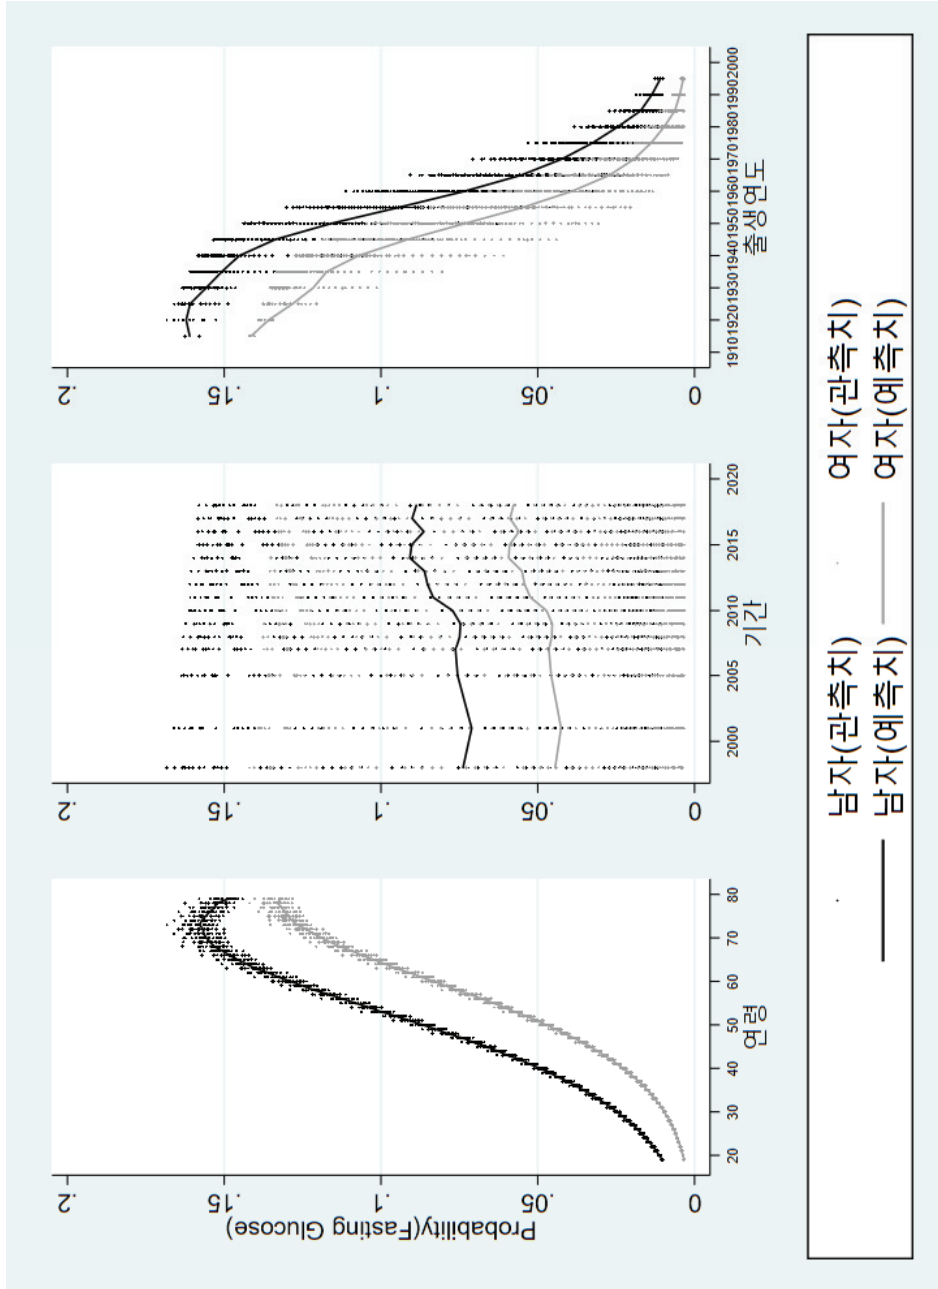 Probability(Fasting Glucose)
0 .05 .1 .15 .2
20 30 40 50 60 70 80
연령
0 .05 .1 .15 .2
2000 2005 2010 2015 2020
기간
0 .05 .1 .15 .2
1910 1920 1930 1940 1950 1960 1970 1980 1990 2000
출생연도
남자(관측치) 여자(관측치)
남자(예측치) 여자(예측치)